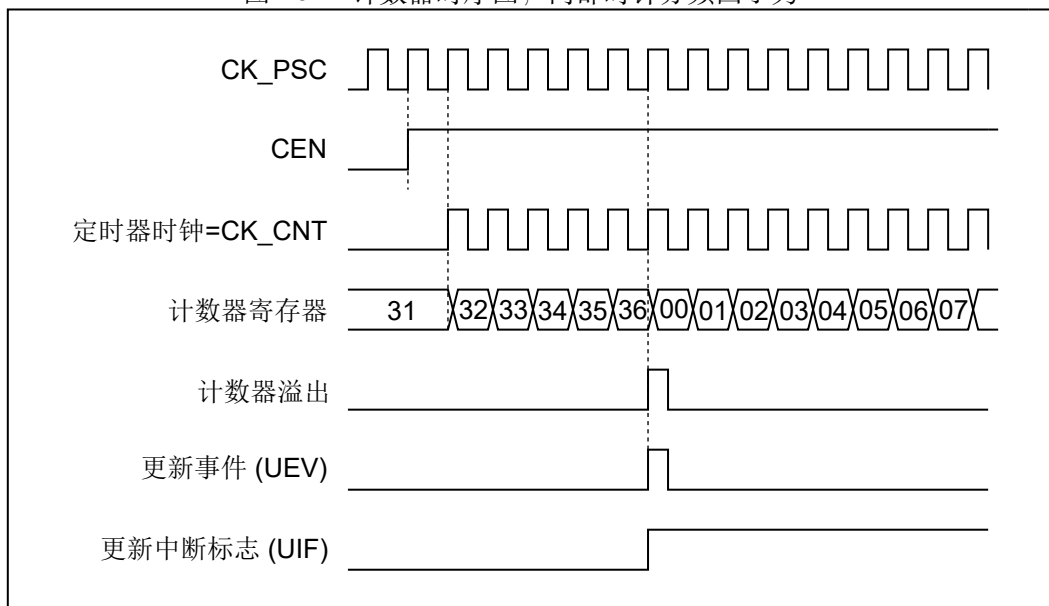 CK_PSC
CEN
定时器时钟=CK_CNT
计数器寄存器 31 32 33 34 35 36 00 01 02 03 04 05 06 07
计数器溢出
更新事件 (UEV)
更新中断标志 (UIF)